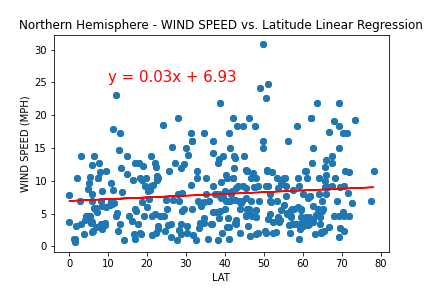 Northern Hemisphere - WIND SPEED vs. Latitude Linear Regression
y = 0.03x + 6.93
WIND SPEED (MPH)
30
25
20
15
10
5
0
0 10 20 30 40 50 60 70 80
LAT